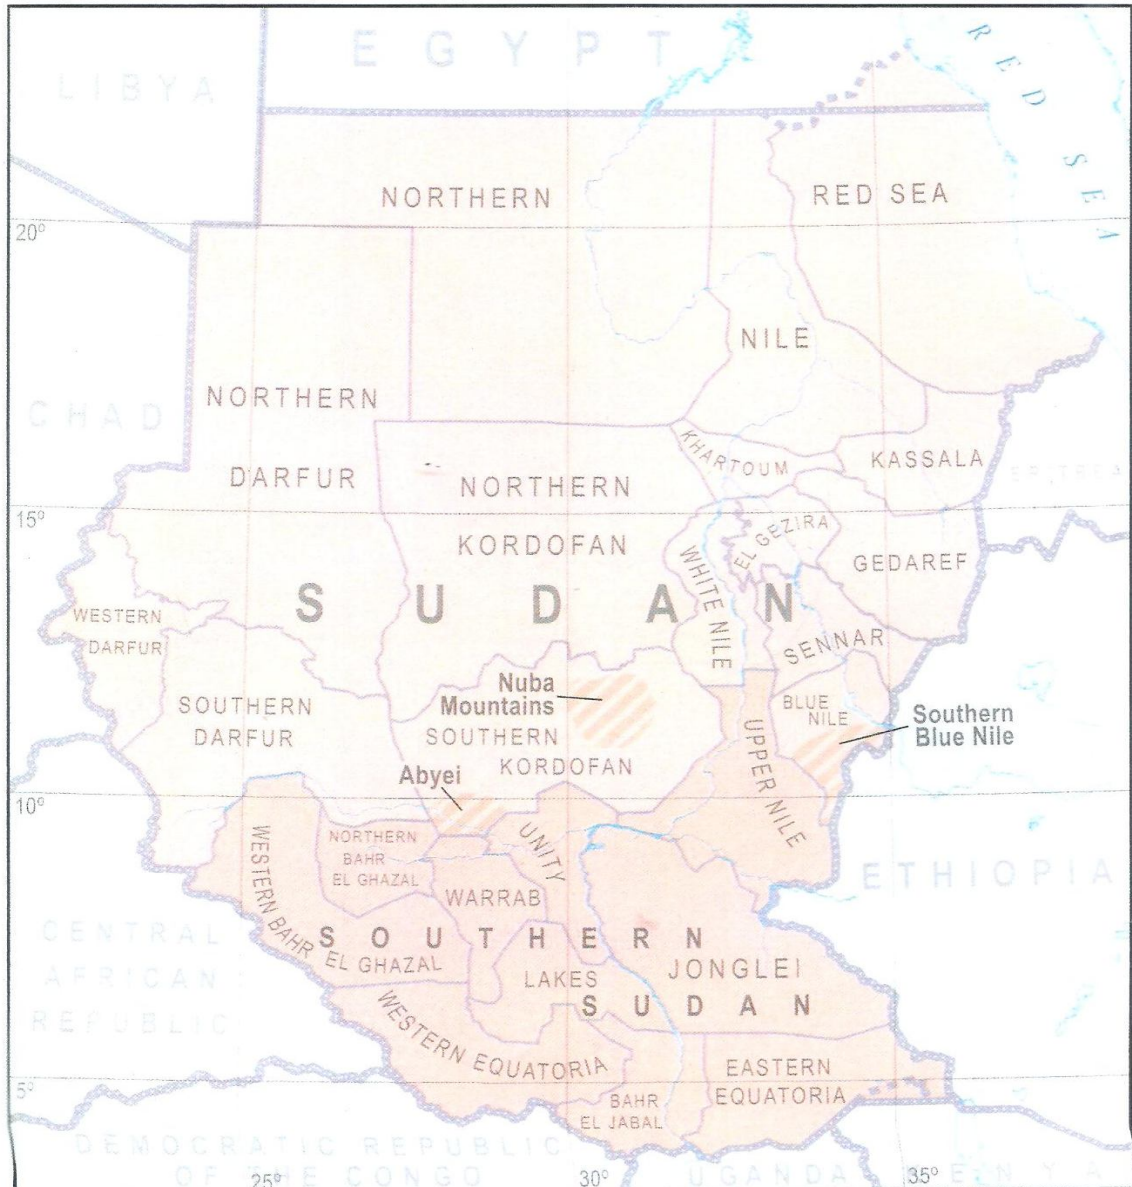 EGYPT
LIBYA
RED SEA
NORTHERN
RED SEA
20°
NILE
NORTHERN
DARFUR
CHAD
KHARTOUM
KASSALA
ERITREA
NORTHERN
KORDOFAN
15°
EL GEZIRA
WHITE NILE
GEDAREF
SUDAN
WESTERN
DARFUR
SENNAR
Nuba
Mountains
BLUE
NILE
Southern
Blue Nile
SOUTHERN
DARFUR
SOUTHERN
KORDOFAN
UPPER NILE
Abyei
10°
UNITY
NORTHERN
BAHR
EL GHAZAL
WESTERN BAHR
EL GHAZAL
WARRAB
ETHIOPIA
SOUTHERN
SUDAN
JONGLEI
LAKES
CENTRAL
AFRICAN
REPUBLIC
WESTERN EQUATORIA
EASTERN
EQUATORIA
5°
BAHR
EL JABAL
DEMOCRATIC REPUBLIC
OF THE CONGO
UGANDA
KENYA
25°
30°
35°